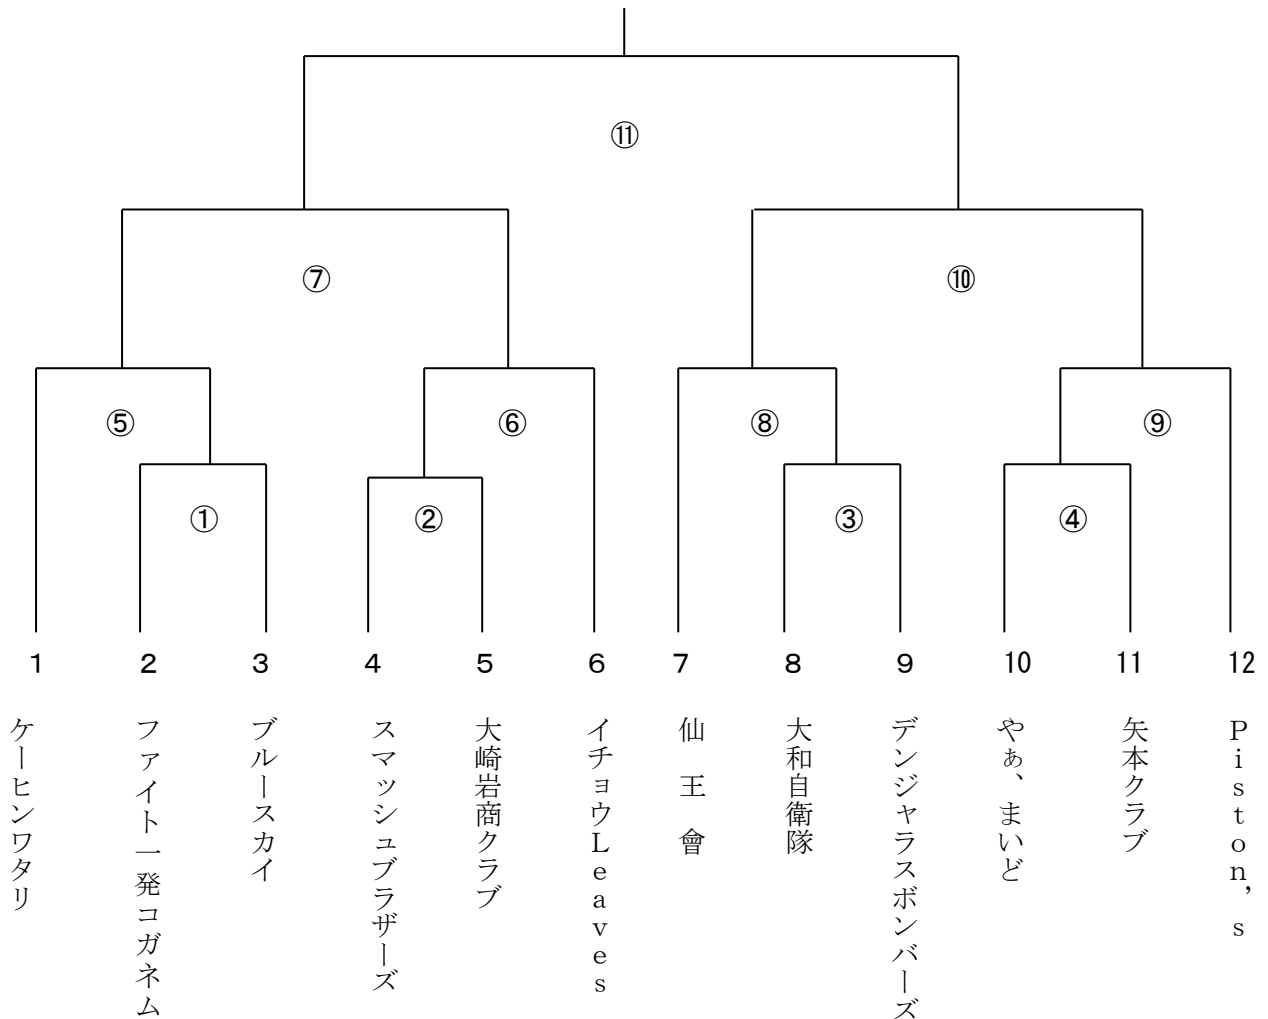 ⑪
⑦
⑩
⑤
⑥
⑧
⑨
①
②
③
④
1
2
3
4
5
6
7
8
9
10
11
12
ケーヒンワタリ
ファイト一発コガネム
ブルースカイ
スマッシュブラザーズ
大崎岩商クラブ
イチョウLeaves
仙王會
大和自衛隊
デンジャラスボンバーズ
やぁ、まいど
矢本クラブ
Piston's